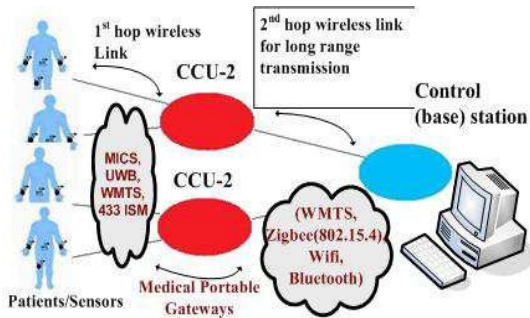 1st hop wireless
Link
2nd hop wireless link
for long range
transmission
CCU-2
Control
(base) station
MICS,
UWB,
WMTS,
433 ISM
CCU-2
(WMTS,
Zigbee(802.15.4)
Wifi,
Bluetooth)
Medical Portable
Gateways
Patients/Sensors